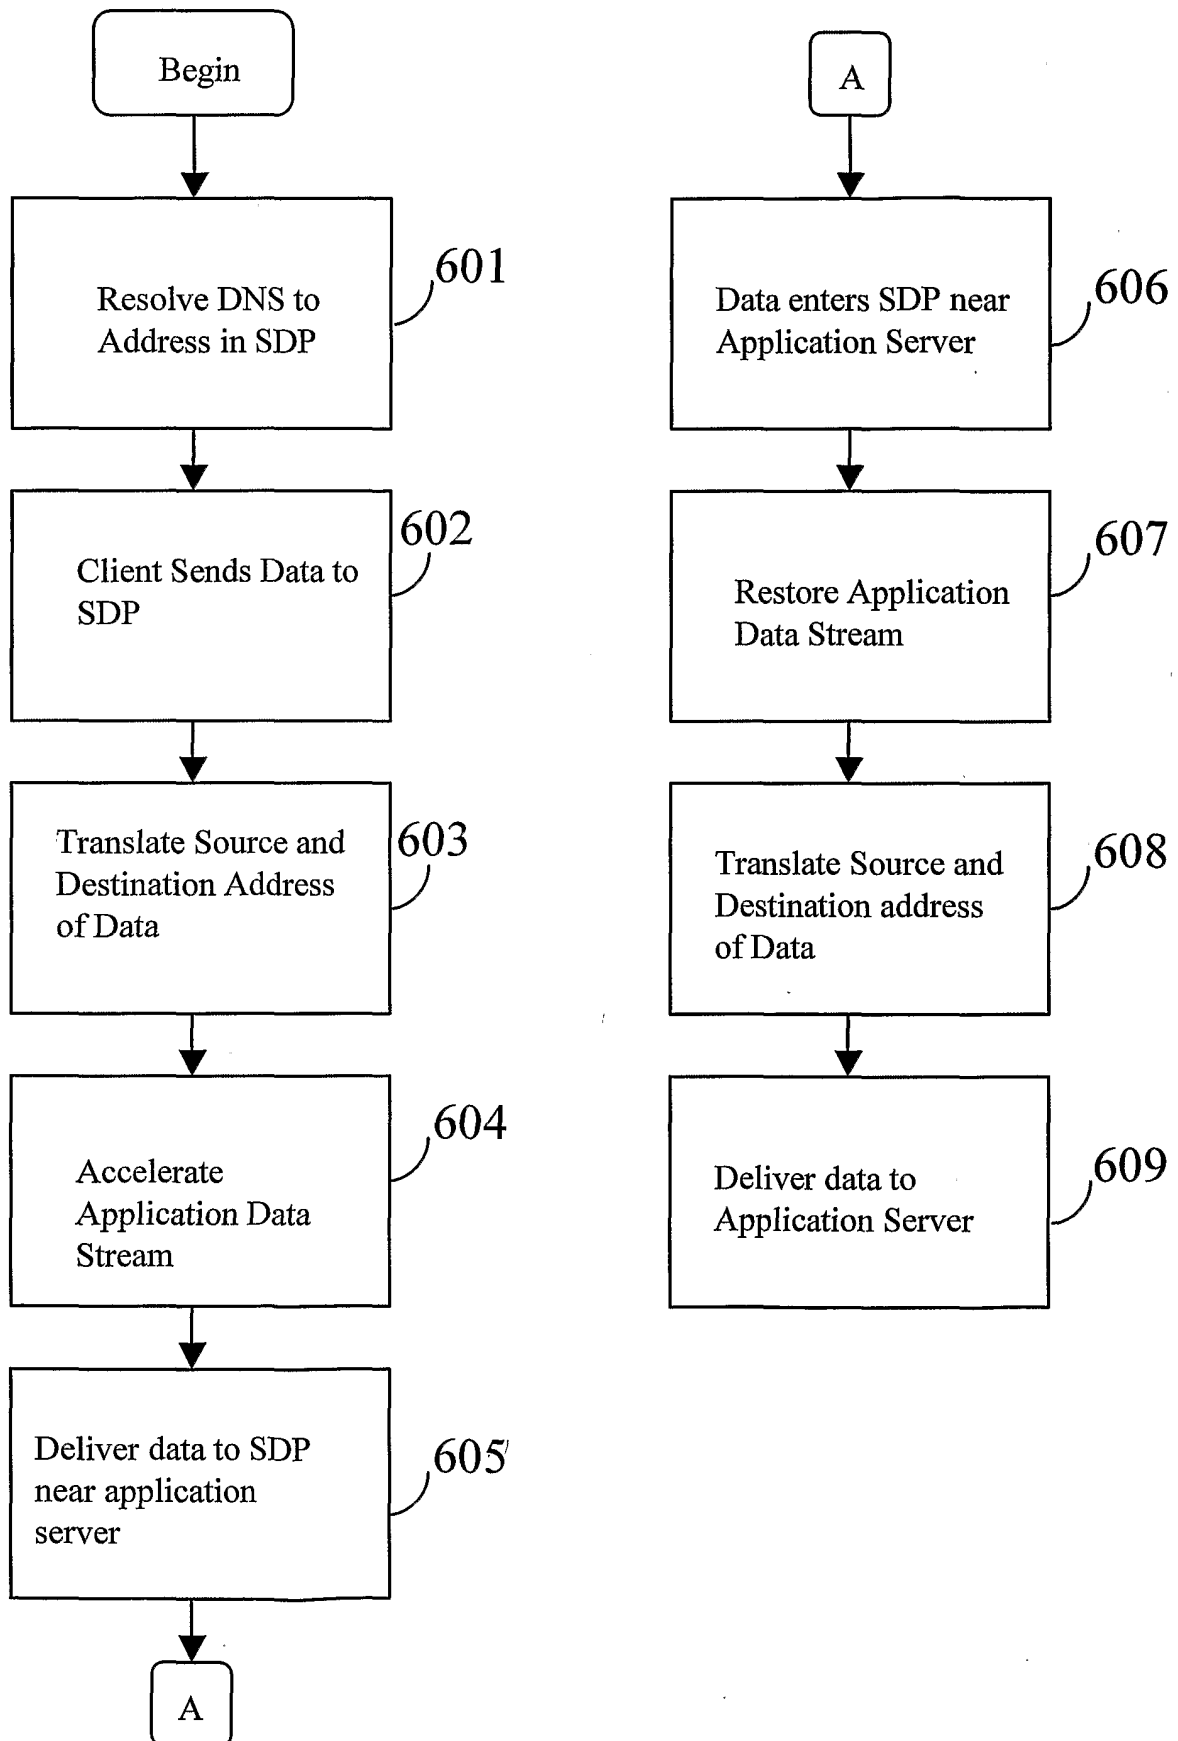 Begin
Resolve DNS to
Address in SDP
601
Client Sends Data to
SDP
602
Translate Source and
Destination Address
of Data
603
Accelerate
Application Data
Stream
604
Deliver data to SDP
near application
server
605
A
A
Data enters SDP near
Application Server
606
Restore Application
Data Stream
607
Translate Source and
Destination address
of Data
608
Deliver data to
Application Server
609